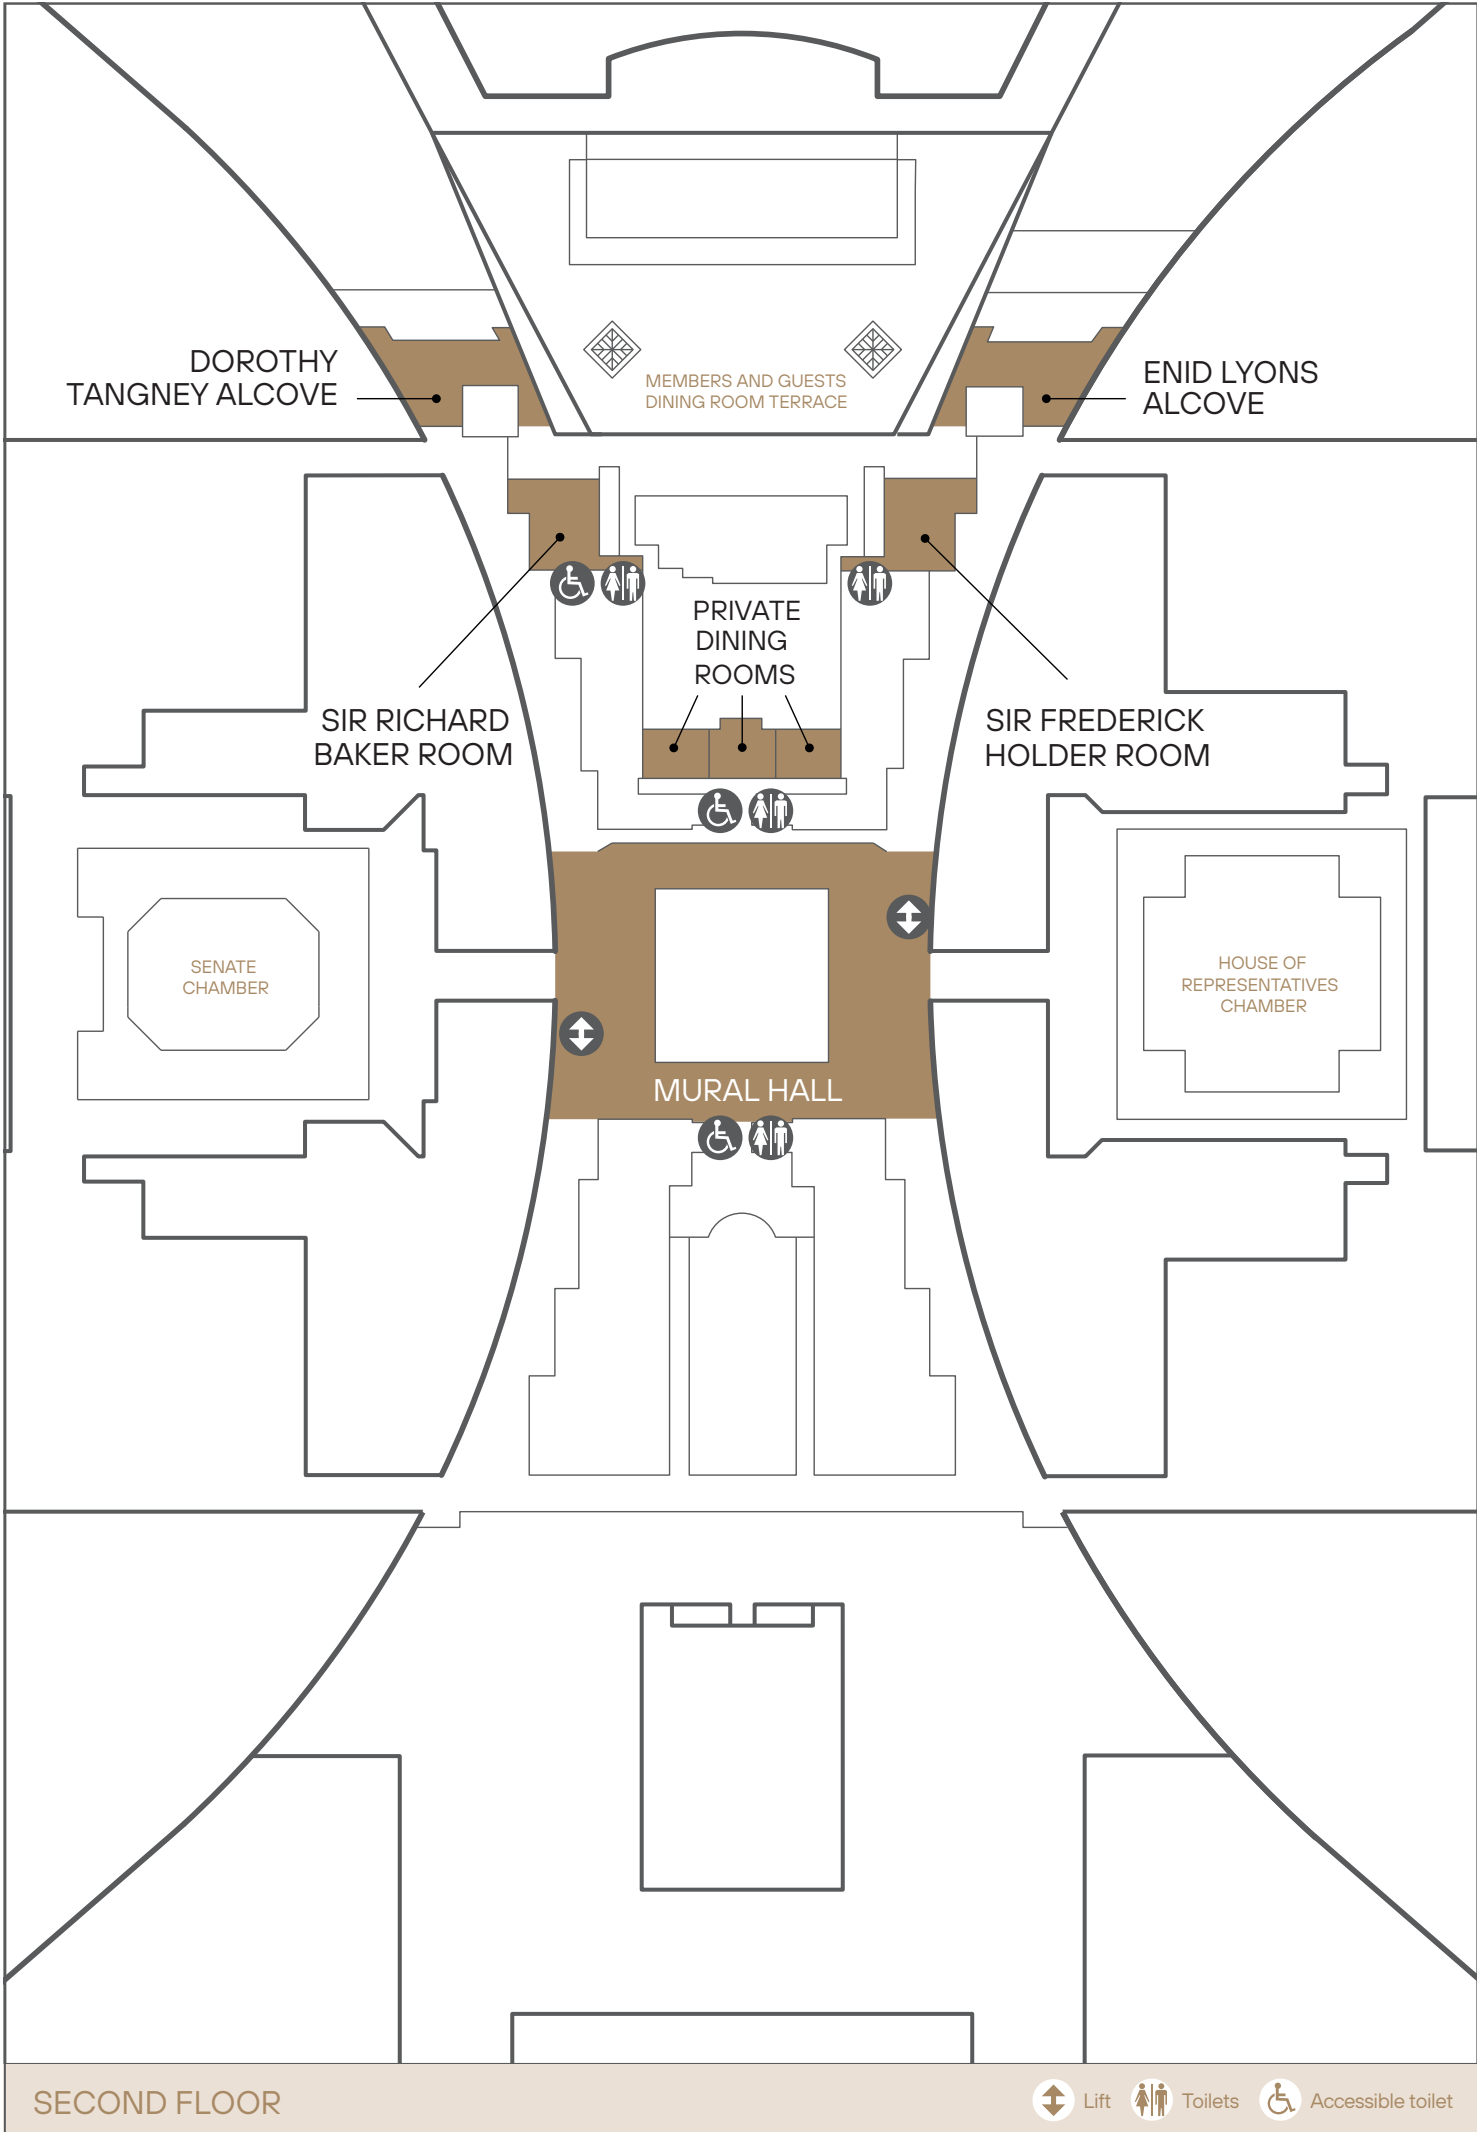 DOROTHY
TANGNEY ALCOVE
MEMBERS AND GUESTS
DINING ROOM TERRACE
ENID LYONS
ALCOVE
PRIVATE
DINING
ROOMS
SIR RICHARD
BAKER ROOM
SIR FREDERICK
HOLDER ROOM
SENATE
CHAMBER
HOUSE OF
REPRESENTATIVES
CHAMBER
MURAL HALL
SECOND FLOOR
Lift
Toilets
Accessible toilet